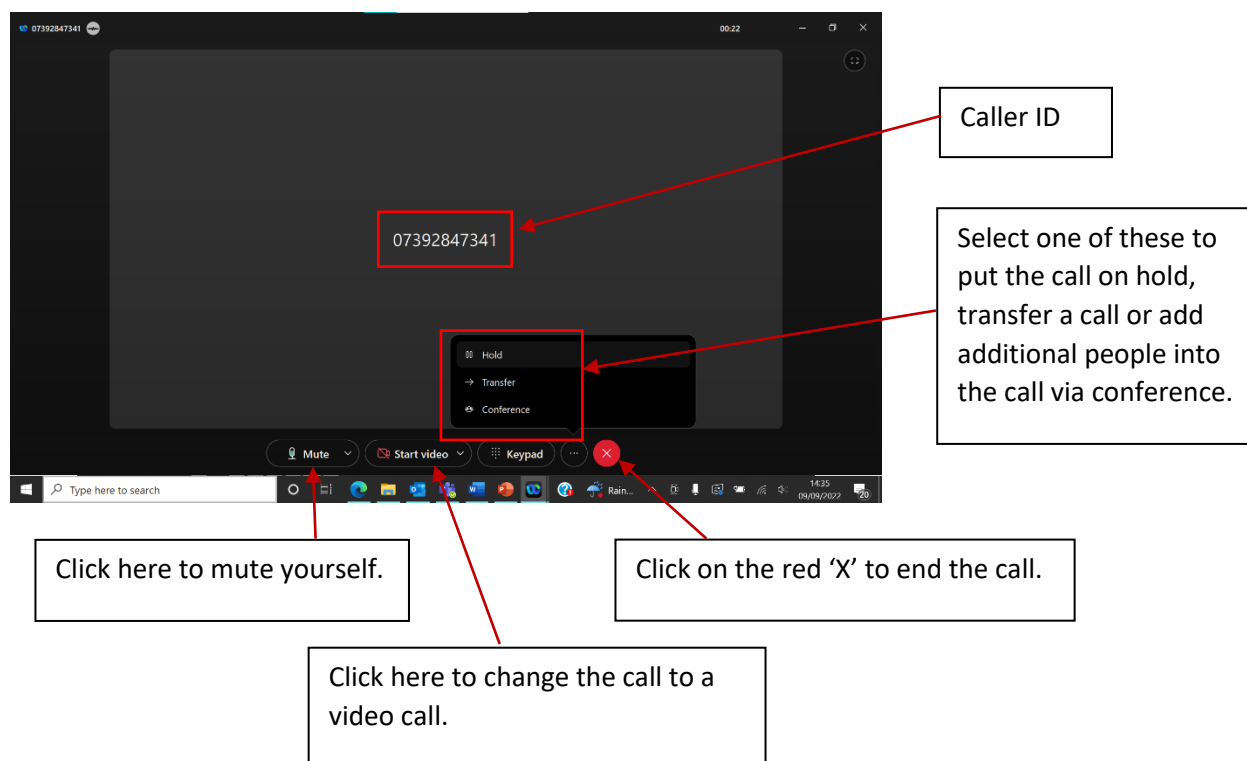 07392847341
00:22
Caller ID
07392847341
Select one of these to
put the call on hold,
transfer a call or add
additional people into
the call via conference.
Hold
Transfer
Conference
Mute
Start video
Keypad
Type here to search
Rain...
14:35
09/09/2022
20
Click here to mute yourself.
Click on the red ‘X’ to end the call.
Click here to change the call to a
video call.